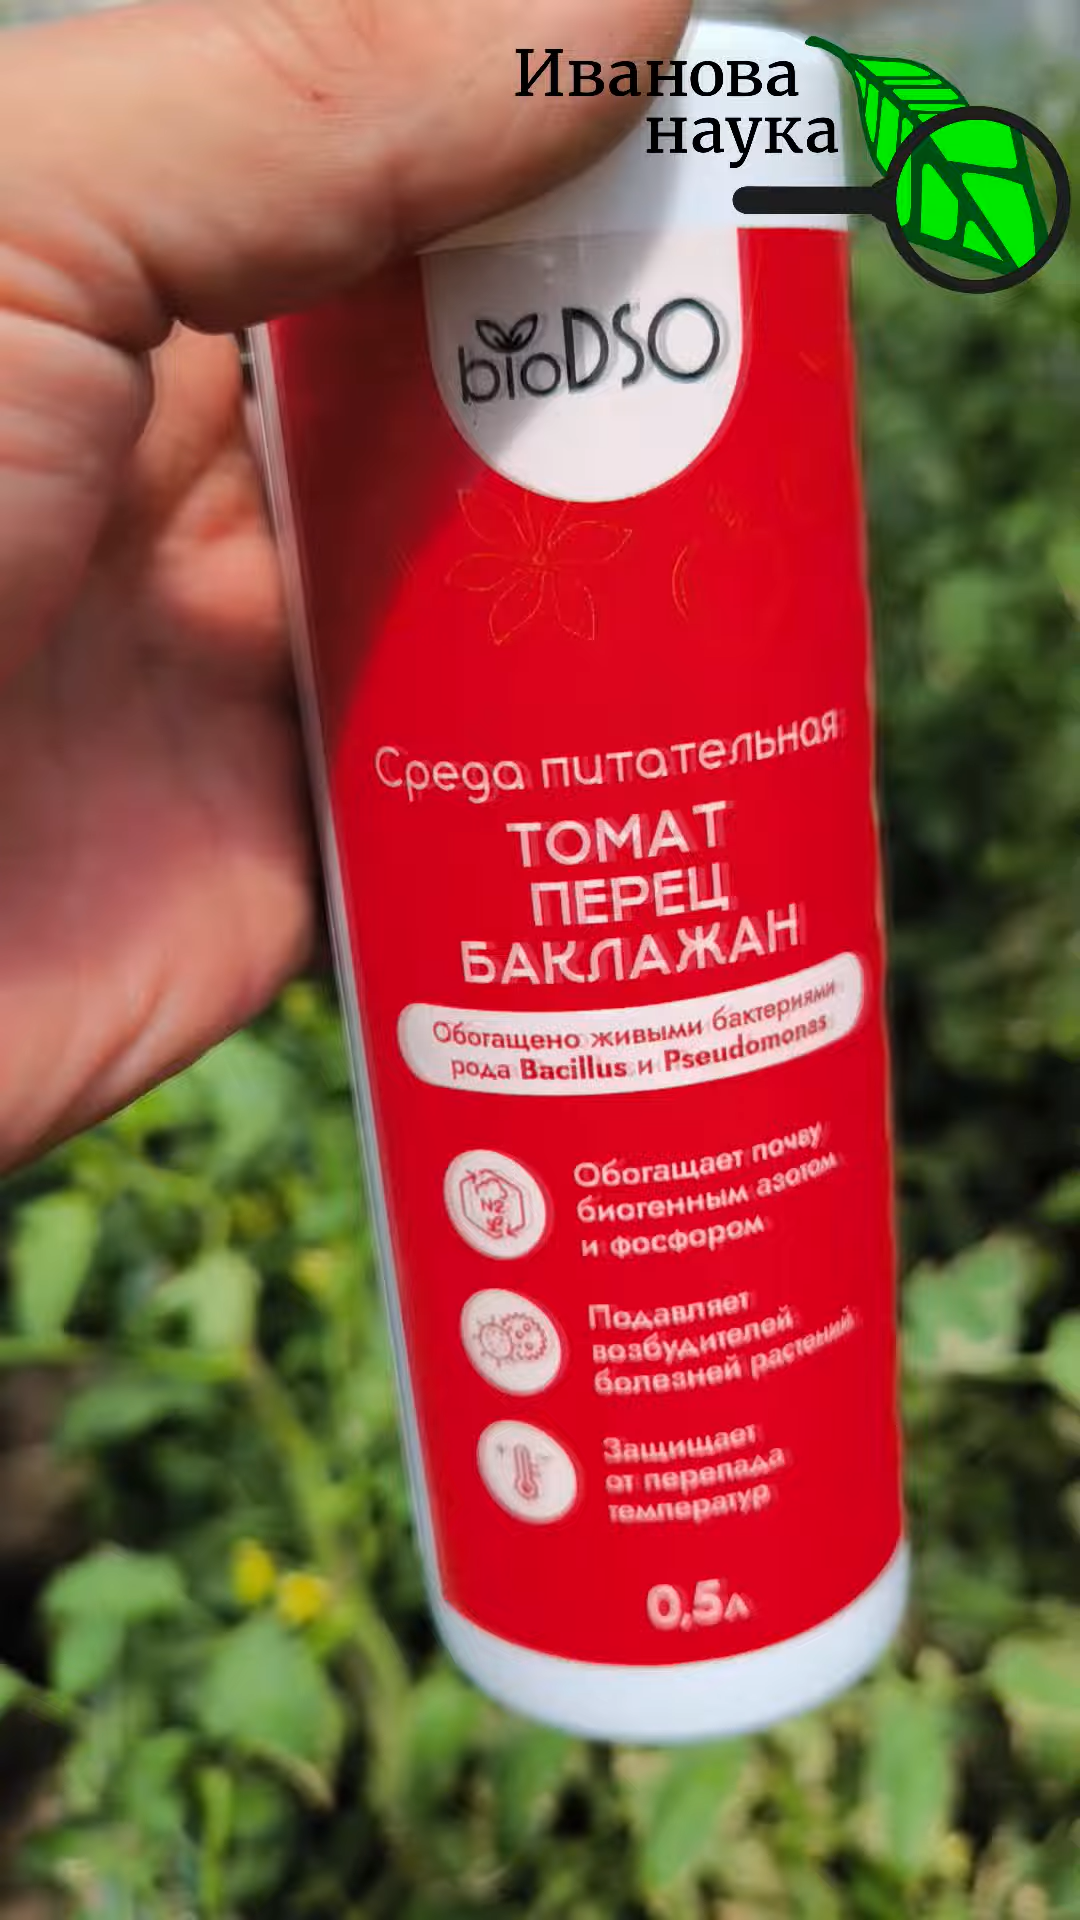 Иванова
наука
bioDSO
Среда питательная
ТОМАТ
ПЕРЕЦ
БАКЛАЖАН
Обогащено живыми бактериями
рода Bacillus и Pseudomonas
N2
Обогащает почву
биогенным азотом
и фосфором
Подавляет
возбудителей
болезней растений
Защищает
от перепада
температур
0,5л